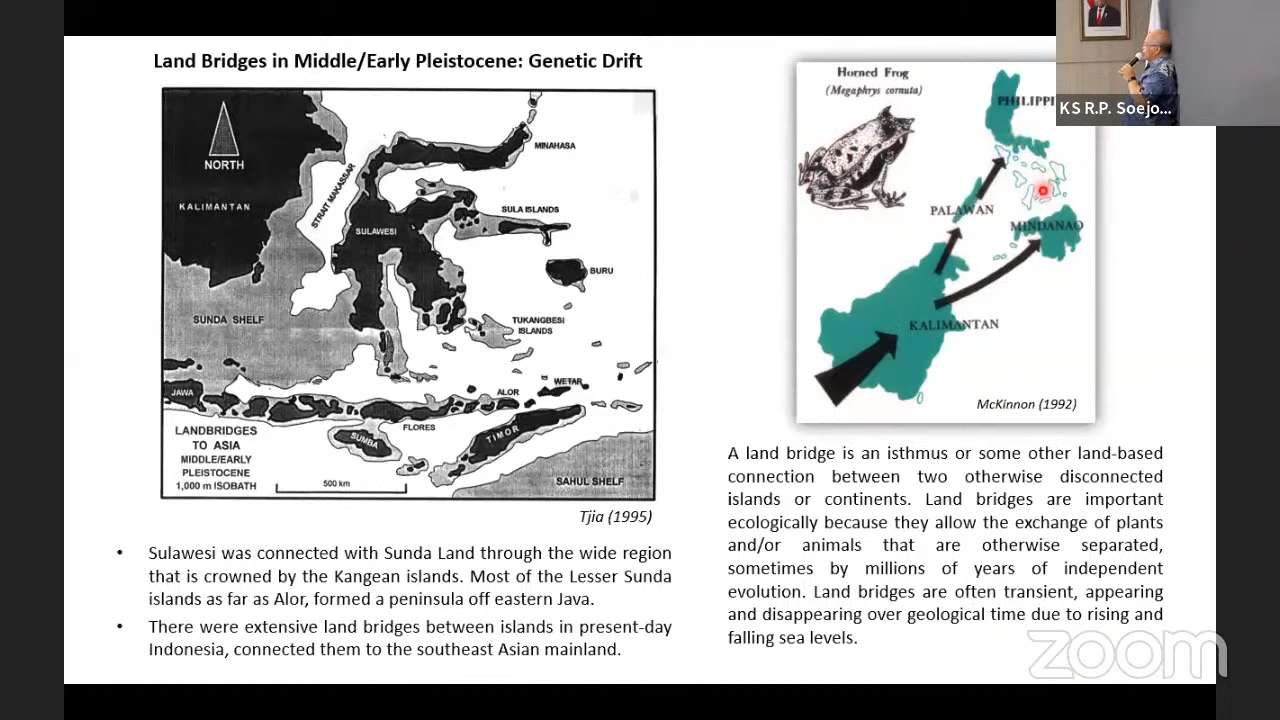 Land Bridges in Middle/Early Pleistocene: Genetic Drift
NORTH
KALIMANTAN
STRAIT MAKASSAR
MINAHASA
SULA ISLANDS
SULAWESI
BURU
SUNDA SHELF
TUKANGBESI
ISLANDS
JAWA
ALOR
WETAR
FLORES
SUMBA
TIMOR
LANDBRIDGES
TO ASIA
MIDDLE/EARLY
PLEISTOCENE
1,000 m ISOBATH
500 km
SAHUL SHELF
Tjia (1995)
• Sulawesi was connected with Sunda Land through the wide region
that is crowned by the Kangean islands. Most of the Lesser Sunda
islands as far as Alor, formed a peninsula off eastern Java.
• There were extensive land bridges between islands in present-day
Indonesia, connected them to the southeast Asian mainland.
Horned Frog
(Megaphrys cornuta)
PHILIPPI
PALAWAN
MINDANAO
KALIMANTAN
McKinnon (1992)
A land bridge is an isthmus or some other land-based
connection between two otherwise disconnected
islands or continents. Land bridges are important
ecologically because they allow the exchange of plants
and/or animals that are otherwise separated,
sometimes by millions of years of independent
evolution. Land bridges are often transient, appearing
and disappearing over geological time due to rising and
falling sea levels.
KS R.P. Soejo...
zoom